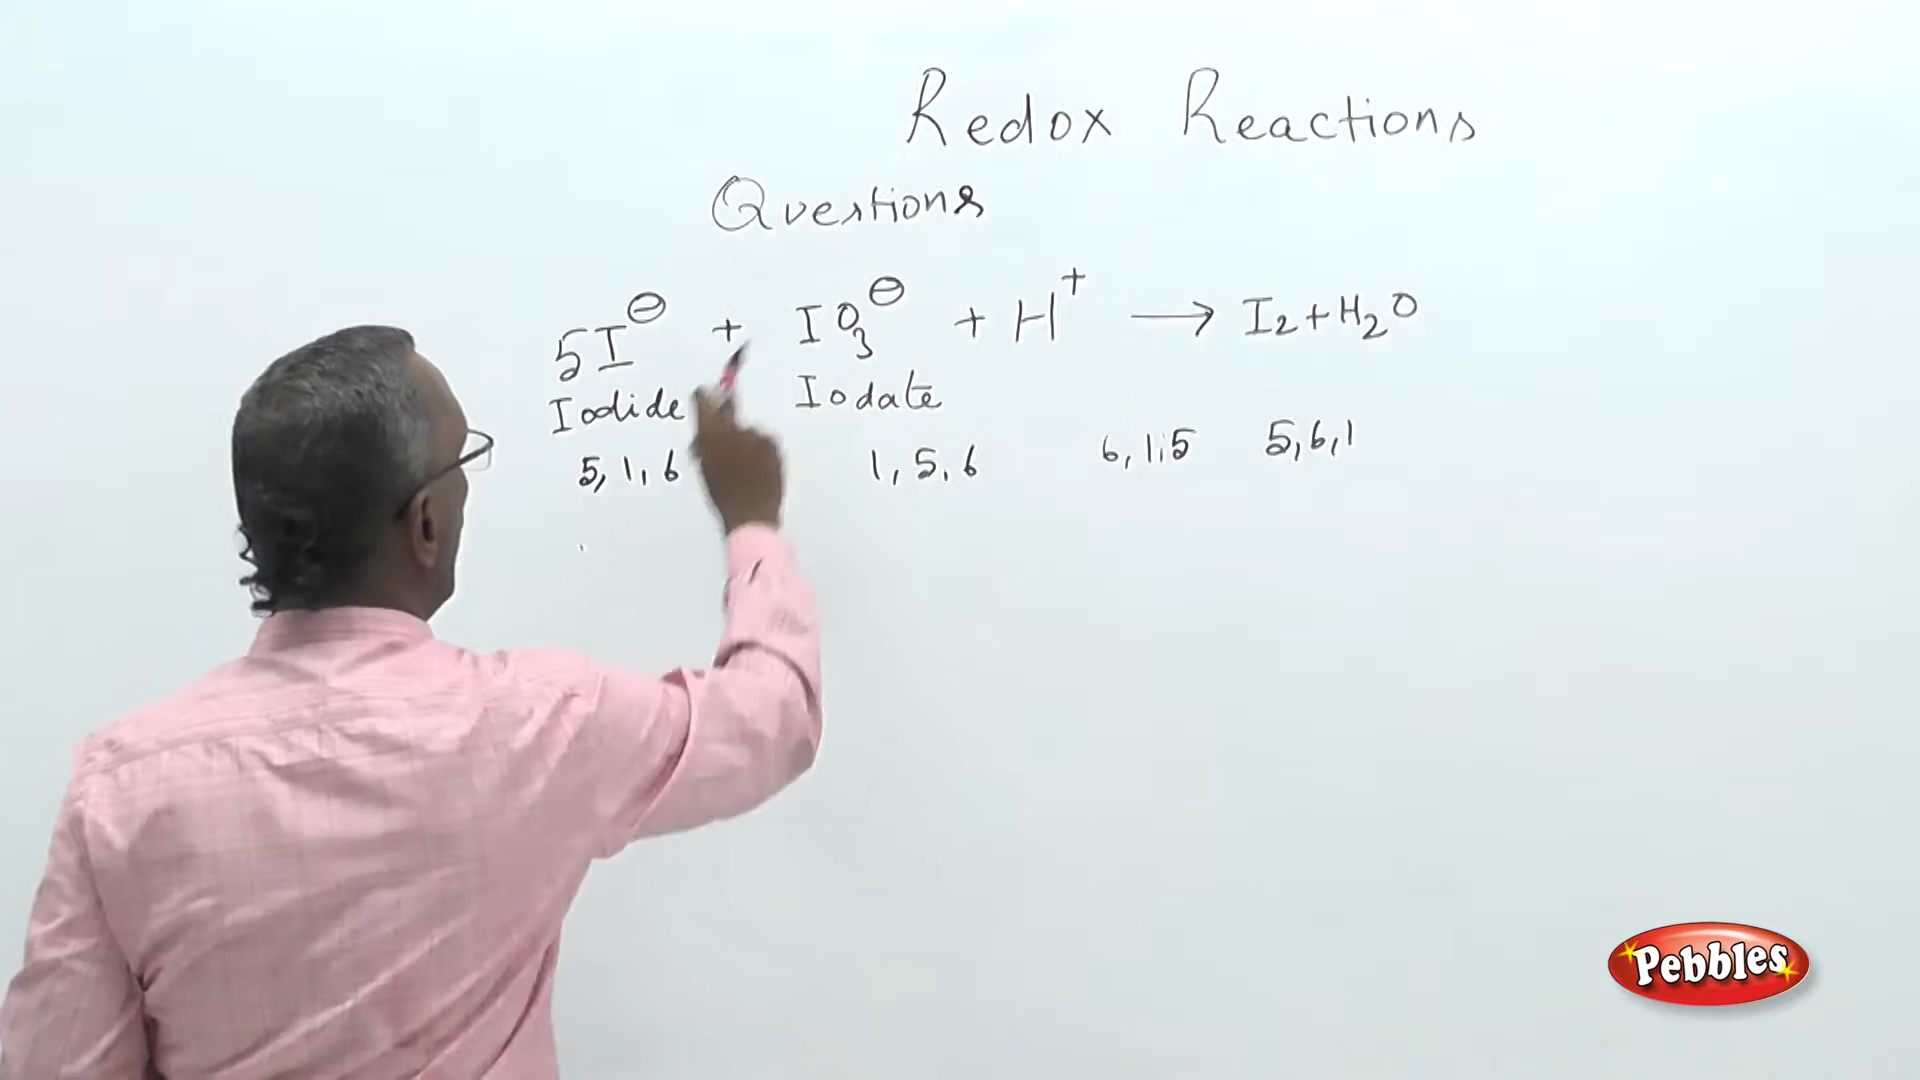 Redox Reactions
Questions
5I⊖ + IO₃⊖ + H⁺ ⟶ I₂ + H₂O
Iodide Iodate
5, 1, 6 1, 5, 6 6, 1, 5 5, 6, 1
Pebbles